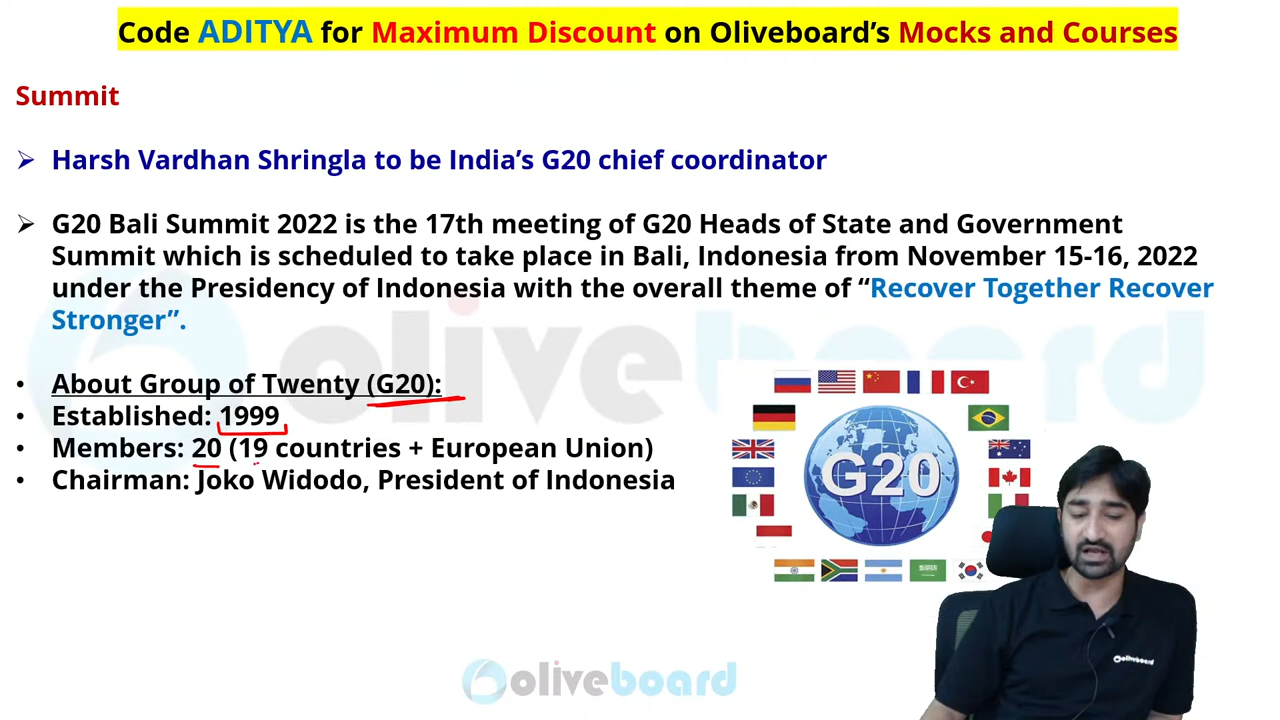 Code ADITYA for Maximum Discount on Oliveboard's Mocks and Courses
Summit
➢ Harsh Vardhan Shringla to be India's G20 chief coordinator
➢ G20 Bali Summit 2022 is the 17th meeting of G20 Heads of State and Government
Summit which is scheduled to take place in Bali, Indonesia from November 15-16, 2022
under the Presidency of Indonesia with the overall theme of “Recover Together Recover
Stronger”.
• About Group of Twenty (G20):
• Established: 1999
• Members: 20 (19 countries + European Union)
• Chairman: Joko Widodo, President of Indonesia
G20
oliveboard
oliveboard
oliveboard